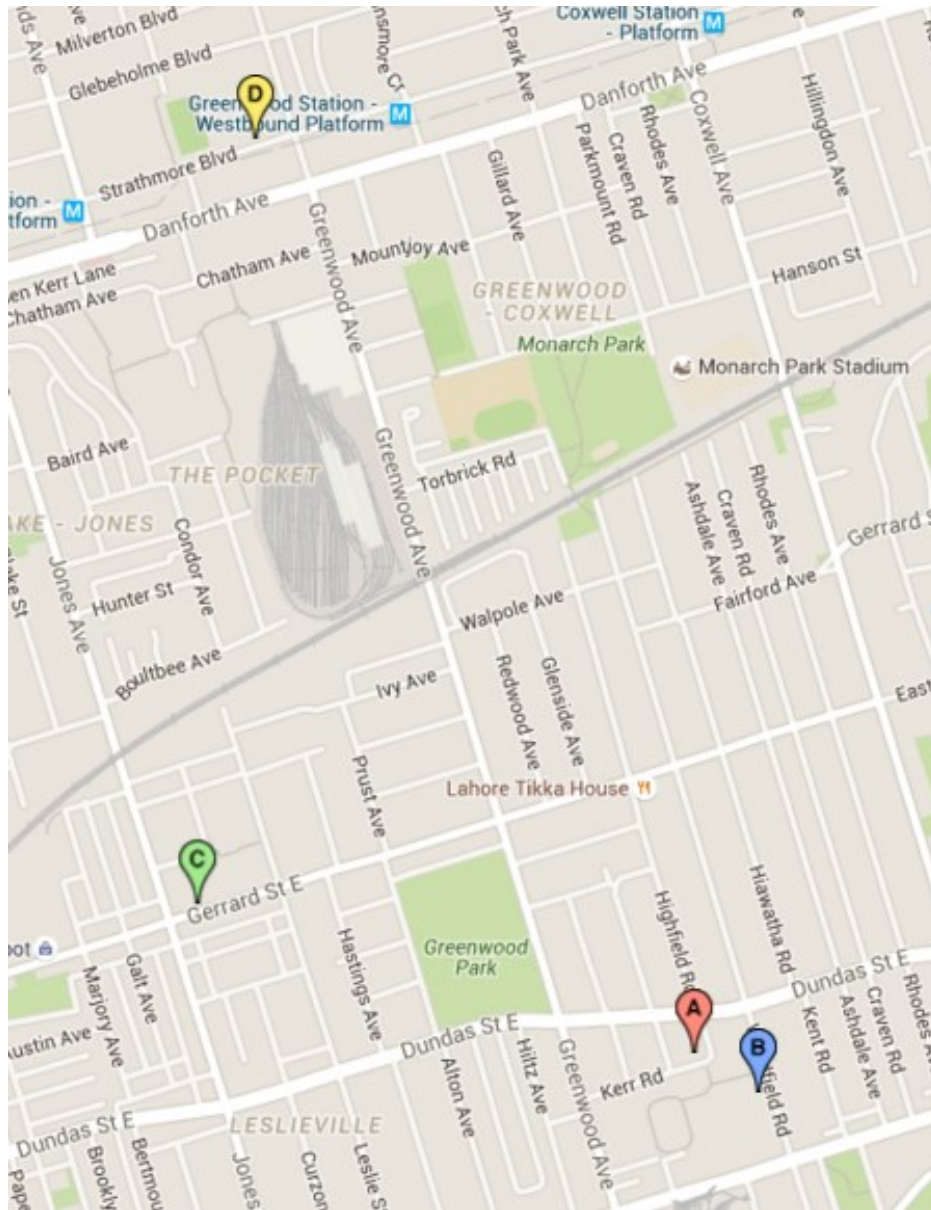 Milverton Blvd
Glebeholme Blvd
Coxwell Station
- Platform
D
Greenwood Station -
Westbound Platform
M
M
Danforth Ave
Strathmore Blvd
M
Danforth Ave
Greenwood Ave
Gillard Ave
Parkmount Rd
Craven Rd
Rhodes Ave
Coxwell Ave
Hillingdon Ave
Chatham Ave
Mountjoy Ave
Hanson St
Chatham Ave
Kerr Lane
GREENWOOD
- COXWELL
Monarch Park
Monarch Park Stadium
Baird Ave
THE POCKET
Greenwood Ave
Torbrick Rd
Ashdale Ave
Craven Rd
Rhodes Ave
Gerrard
JONES
Jones Ave
Condor Ave
Hunter St
Boultbee Ave
Walpole Ave
Fairford Ave
Ivy Ave
Redwood Ave
Glenside Ave
East
Prust Ave
Lahore Tikka House
C
Gerrard St E
Highfield Rd
Hiawatha Rd
Greenwood
Park
Hastings Ave
Galt Ave
Marjory Ave
Austin Ave
Dundas St E
Dundas St E
A
B
Kent Rd
Ashdale Ave
Craven Rd
Rhodes
Kerr Rd
Alton Ave
Hiltz Ave
Greenwood Ave
Dundas St E
LESLIEVILLE
Jones
Leslie S